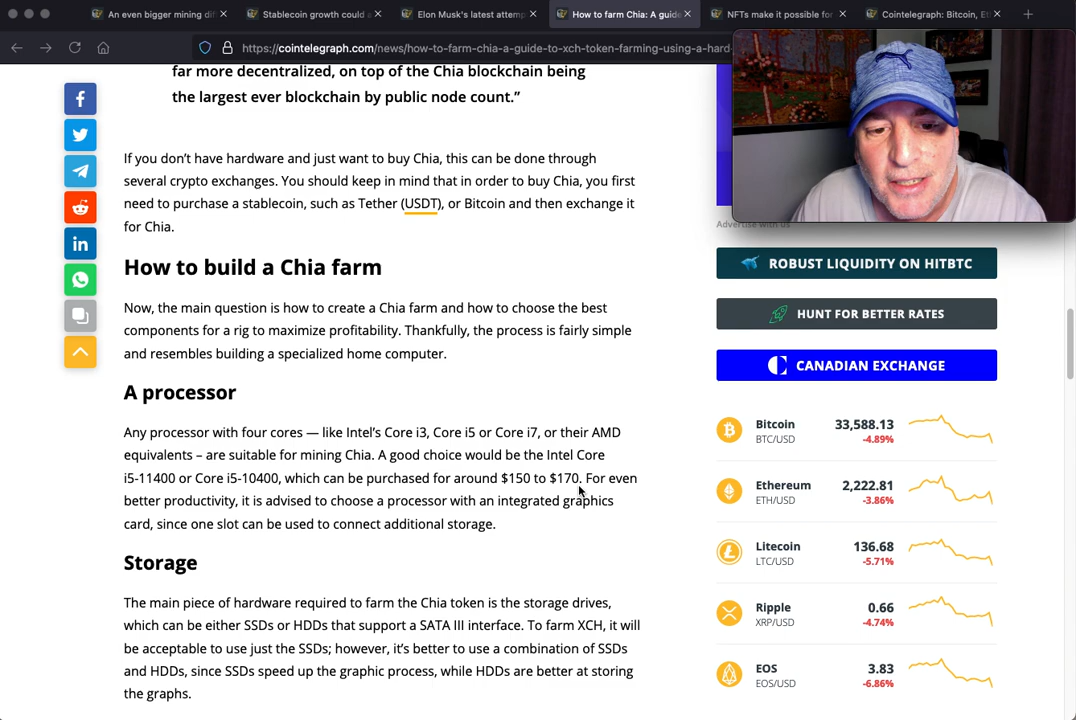 An even bigger mining dif
Stablecoin growth could a
Elon Musk's latest attemp
How to farm Chia: A guide
NFTs make it possible for
Cointelegraph: Bitcoin, Et
https://cointelegraph.com/news/how-to-farm-chia-a-guide-to-xch-token-farming-using-a-hard-
far more decentralized, on top of the Chia blockchain being
the largest ever blockchain by public node count.”
If you don’t have hardware and just want to buy Chia, this can be done through
several crypto exchanges. You should keep in mind that in order to buy Chia, you first
need to purchase a stablecoin, such as Tether (USDT), or Bitcoin and then exchange it
for Chia.
How to build a Chia farm
Now, the main question is how to create a Chia farm and how to choose the best
components for a rig to maximize profitability. Thankfully, the process is fairly simple
and resembles building a specialized home computer.
A processor
Any processor with four cores — like Intel’s Core i3, Core i5 or Core i7, or their AMD
equivalents – are suitable for mining Chia. A good choice would be the Intel Core
i5-11400 or Core i5-10400, which can be purchased for around $150 to $170. For even
better productivity, it is advised to choose a processor with an integrated graphics
card, since one slot can be used to connect additional storage.
Storage
The main piece of hardware required to farm the Chia token is the storage drives,
which can be either SSDs or HDDs that support a SATA III interface. To farm XCH, it will
be acceptable to use just the SSDs; however, it’s better to use a combination of SSDs
and HDDs, since SSDs speed up the graphic process, while HDDs are better at storing
the graphs.
Advertise with us
ROBUST LIQUIDITY ON HITBTC
HUNT FOR BETTER RATES
CANADIAN EXCHANGE
Bitcoin 33,588.13
BTC/USD -4.89%
Ethereum 2,222.81
ETH/USD -3.86%
Litecoin 136.68
LTC/USD -5.71%
Ripple 0.66
XRP/USD -4.74%
EOS 3.83
EOS/USD -6.86%